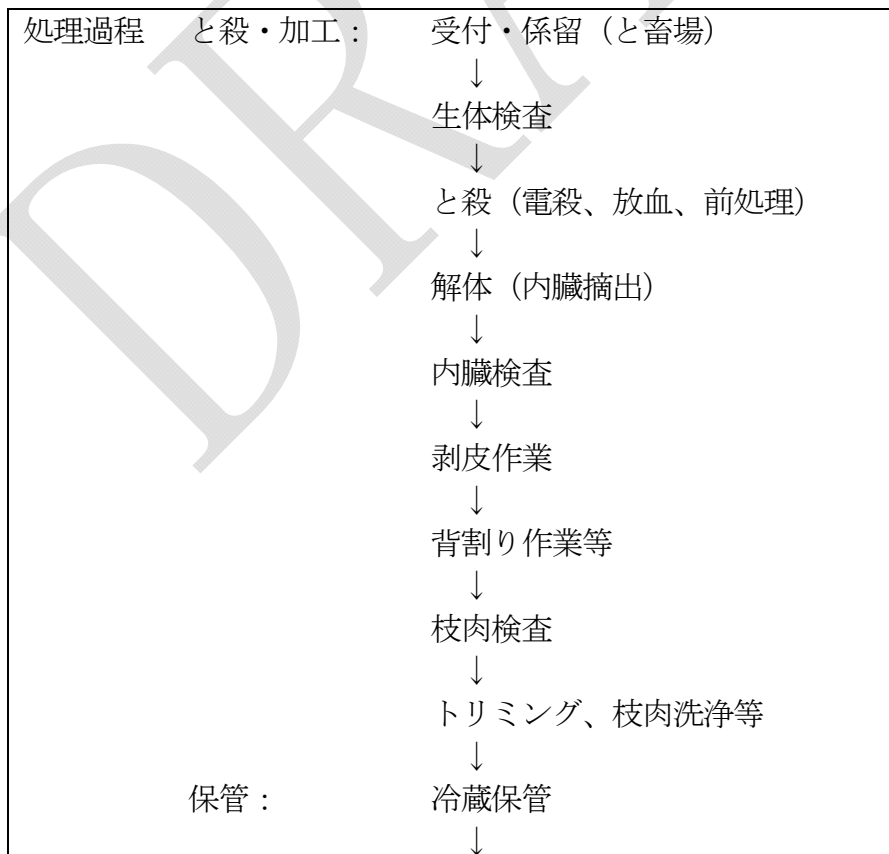 処理過程　と殺・加工：　受付・係留（と畜場）
↓
生体検査
↓
と殺（電殺、放血、前処理）
↓
解体（内臓摘出）
↓
内臓検査
↓
剥皮作業
↓
背割り作業等
↓
枝肉検査
↓
トリミング、枝肉洗浄等
↓
保管：　冷蔵保管
↓
DRA